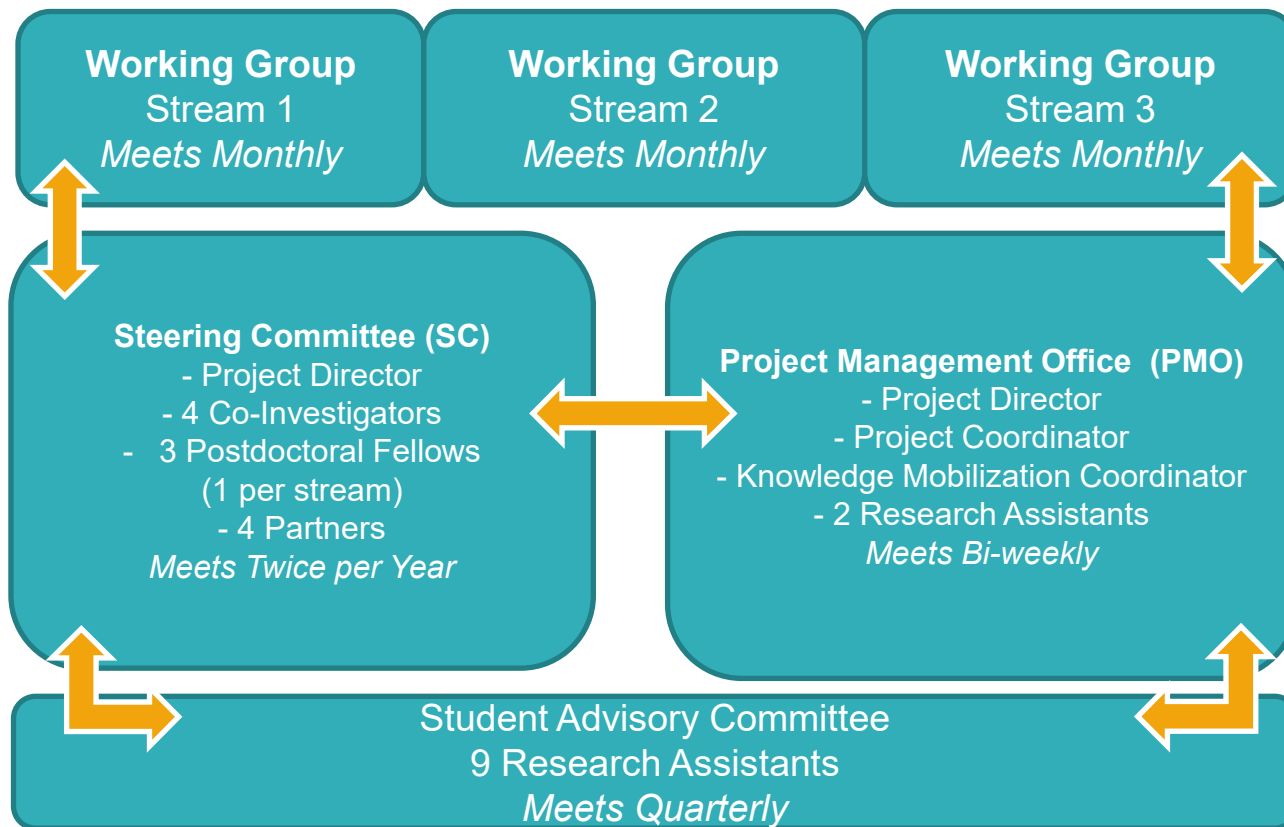 Working Group
Stream 1
Meets Monthly
Working Group
Stream 2
Meets Monthly
Working Group
Stream 3
Meets Monthly
Steering Committee (SC)
- Project Director
- 4 Co-Investigators
- 3 Postdoctoral Fellows
(1 per stream)
- 4 Partners
Meets Twice per Year
Project Management Office (PMO)
- Project Director
- Project Coordinator
- Knowledge Mobilization Coordinator
- 2 Research Assistants
Meets Bi-weekly
Student Advisory Committee
9 Research Assistants
Meets Quarterly